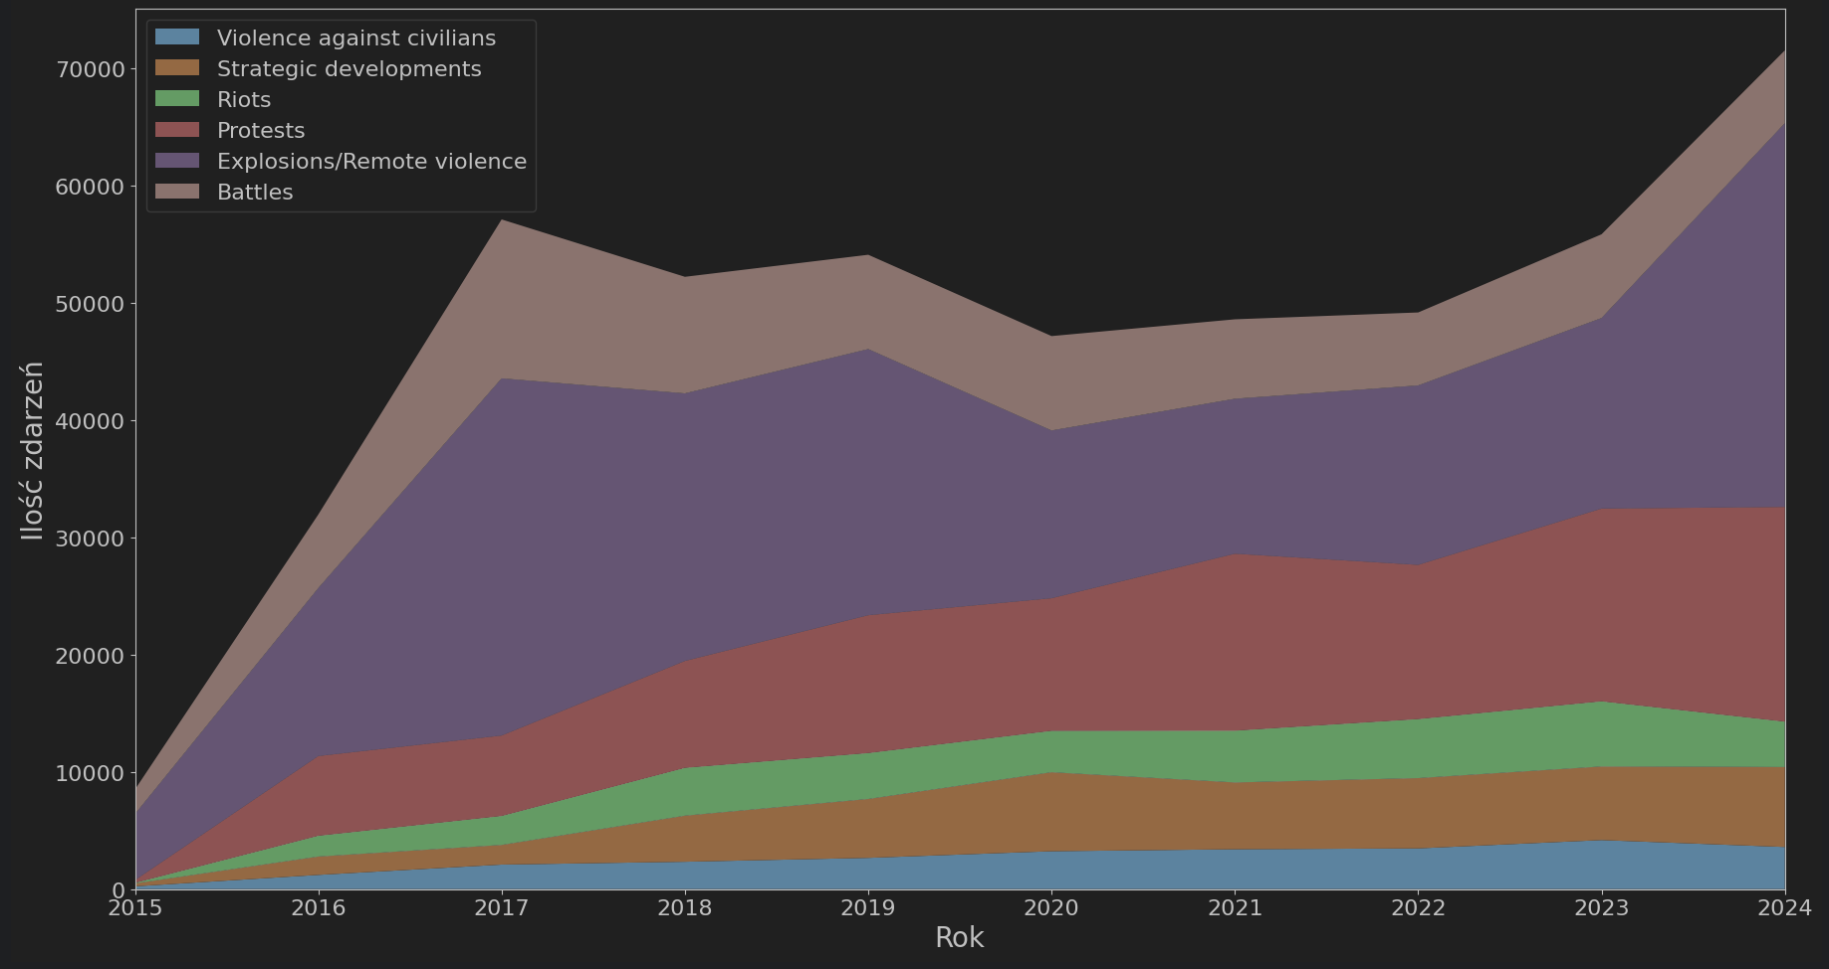 Violence against civilians
Strategic developments
Riots
Protests
Explosions/Remote violence
Battles
70000
60000
50000
40000
30000
20000
10000
0
Ilość zdarzeń
2015 2016 2017 2018 2019 2020 2021 2022 2023 2024
Rok